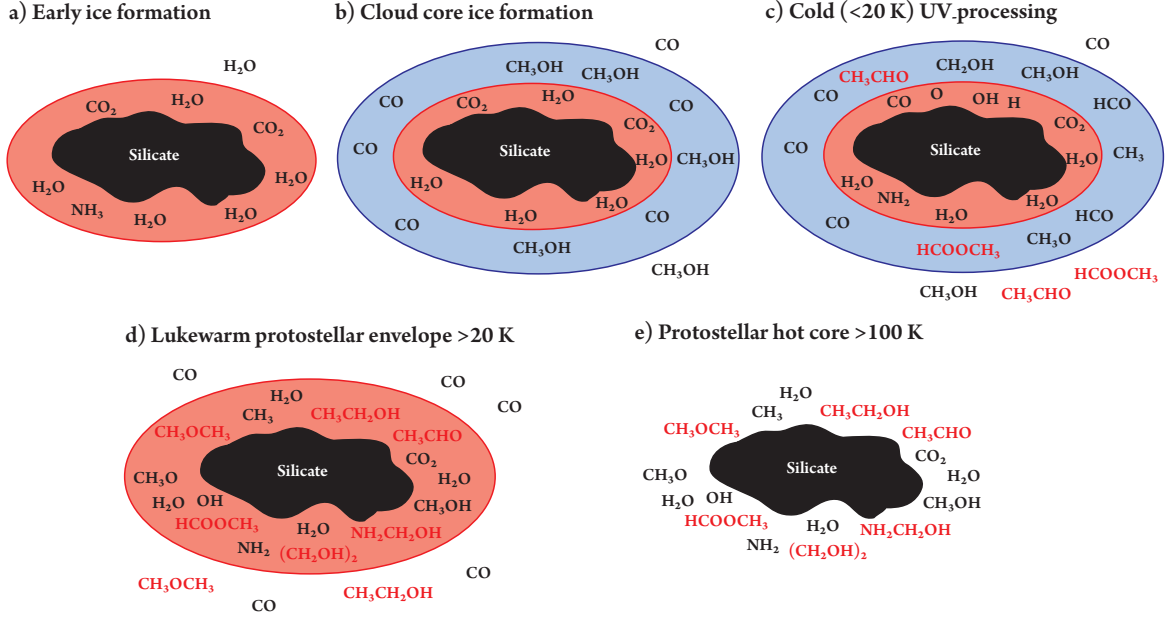 a) Early ice formation
H₂O
CO₂
H₂O
CO₂
Silicate
H₂O
H₂O
NH₃
H₂O
H₂O
b) Cloud core ice formation
CO
CH₃OH
CH₃OH
CO
CO₂
H₂O
CO
CO₂
CO
Silicate
H₂O
CH₃OH
H₂O
H₂O
CO
H₂O
CO
CH₃OH
CH₃OH
c) Cold (<20 K) UV processing
CO
CH₂OH
CH₃CHO
CH₃OH
CO
CO
O
OH
H
HCO
CO₂
CO
Silicate
CH₃
H₂O
H₂O
NH₂
H₂O
CO
H₂O
HCO
CH₃O
HCOOCH₃
HCOOCH₃
CH₃OH
CH₃CHO
d) Lukewarm protostellar envelope >20 K
CO
CO
H₂O
CO
CH₃
CH₃CH₂OH
CH₃OCH₃
CH₃CHO
CO₂
Silicate
CH₃O
H₂O
H₂O
OH
CH₃OH
HCOOCH₃
H₂O
NH₂CH₂OH
NH₂
(CH₂OH)₂
CO
CH₃OCH₃
CH₃CH₂OH
CO
e) Protostellar hot core >100 K
H₂O
CH₃
CH₃CH₂OH
CH₃OCH₃
CH₃CHO
CO₂
Silicate
CH₃O
H₂O
H₂O
OH
CH₃OH
HCOOCH₃
H₂O
NH₂CH₂OH
NH₂
(CH₂OH)₂